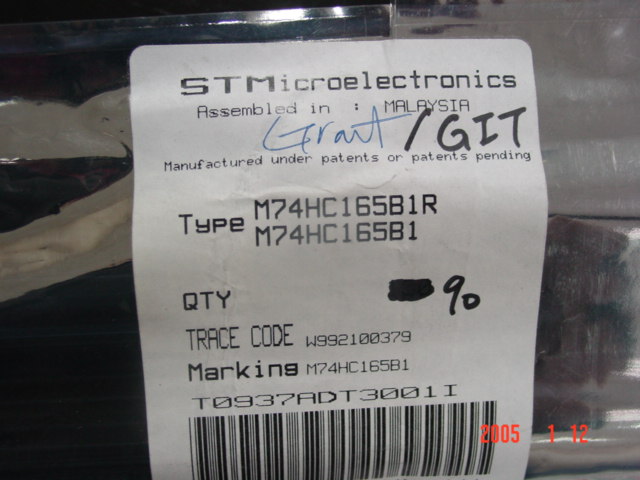 STMicroelectronics
Assembled in : MALAYSIA
Grant / GIT
Manufactured under patents or patents pending
Type M74HC165B1R
M74HC165B1
QTY 90
TRACE CODE W992100379
Marking M74HC165B1
T0937ADT3001I
2005 1 12